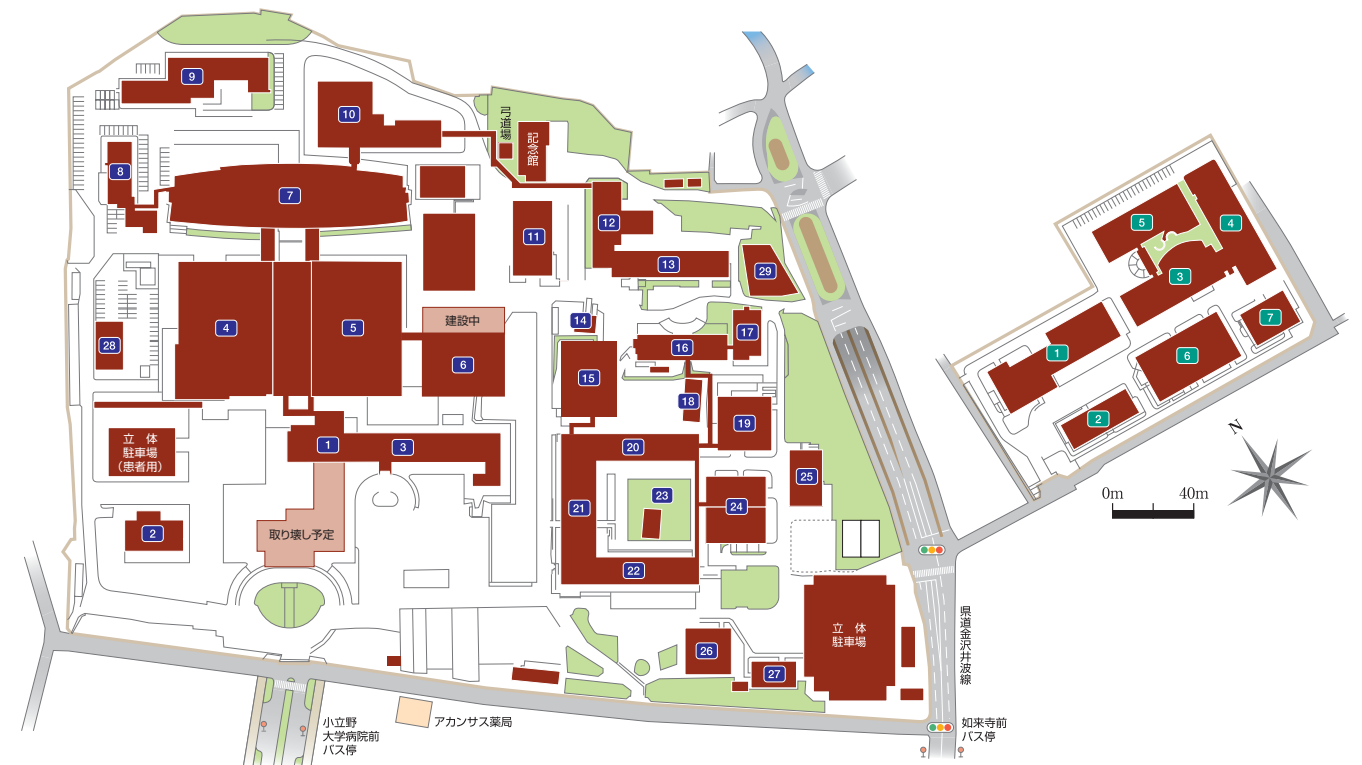 9
10
弓道場
記念館
8
7
12
11
13
29
5
4
3
7
1
6
2
N
0m
40m
28
4
5
建設中
6
14
17
16
15
18
19
立 体
駐車場
(患者用)
1
3
20
25
23
24
21
2
取り壊し予定
22
立 体
駐車場
26
27
県道金沢井波線
小立野
大学病院前
バス停
アカンサス薬局
如来寺前
バス停